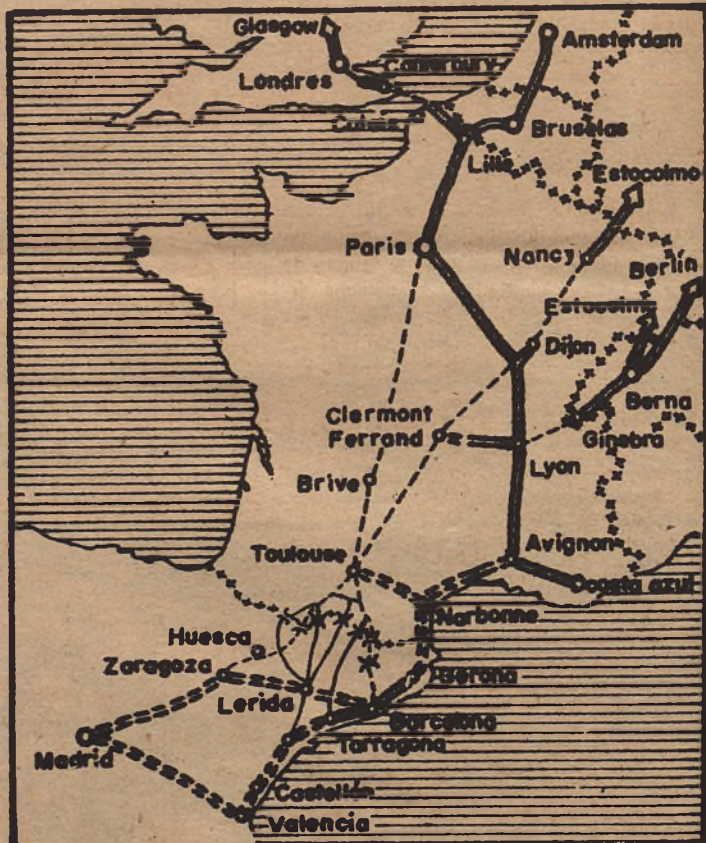 Glasgow
Amsterdam
Canterbury
Londres
Calais
Bruselas
Lille
Estocolmo
Paris
Nancy
Berlín
Estocolmo
Dijon
Berna
Clermont
Ferrand
Ginebra
Lyon
Brive
Avignon
Toulouse
Costa azul
Narbonne
Huesca
Zaragoza
Gerona
Lerida
Barcelona
Tarragona
Madrid
Castellón
Valencia